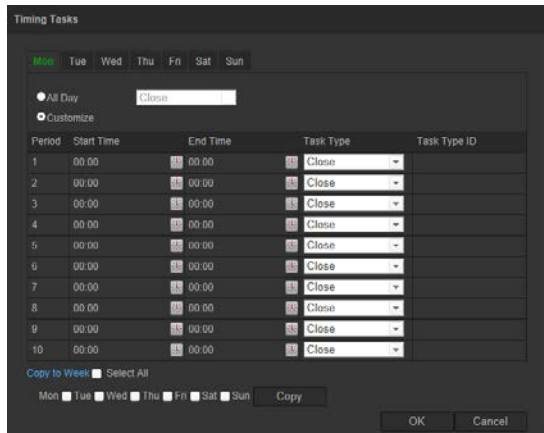 Timing Tasks
Mon Tue Wed Thu Fri Sat Sun
All Day Close
Customize
Period Start Time End Time Task Type Task Type ID
1 00:00 00:00 Close
2 00:00 00:00 Close
3 00:00 00:00 Close
4 00:00 00:00 Close
5 00:00 00:00 Close
6 00:00 00:00 Close
7 00:00 00:00 Close
8 00:00 00:00 Close
9 00:00 00:00 Close
10 00:00 00:00 Close
Copy to Week Select All
Mon Tue Wed Thu Fri Sat Sun Copy
OK Cancel